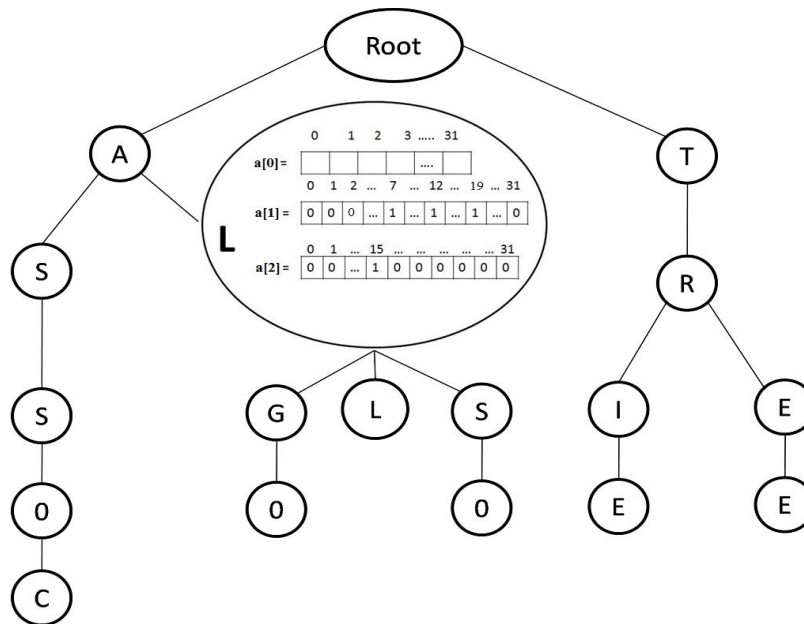 Root
A
T
0 1 2 3 ..... 31
a[0] = ....
0 1 2 ... 7 ... 12 ... 19 ... 31
a[1] = 0 0 0 ... 1 ... 1 ... 1 ... 0
L
0 1 ... 15 ... ... ... ... ... 31
a[2] = 0 0 ... 1 0 0 0 0 0 0
S
R
S
G
L
S
I
E
0
0
0
E
E
C